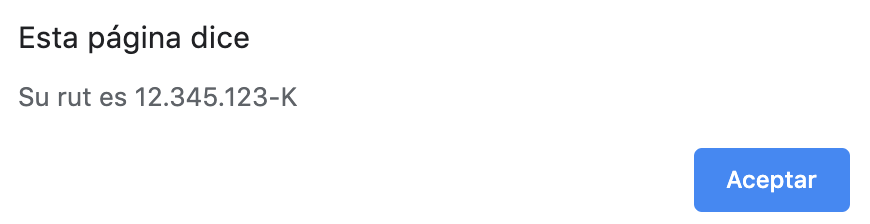 Esta página dice
Su rut es 12.345.123-K
Aceptar